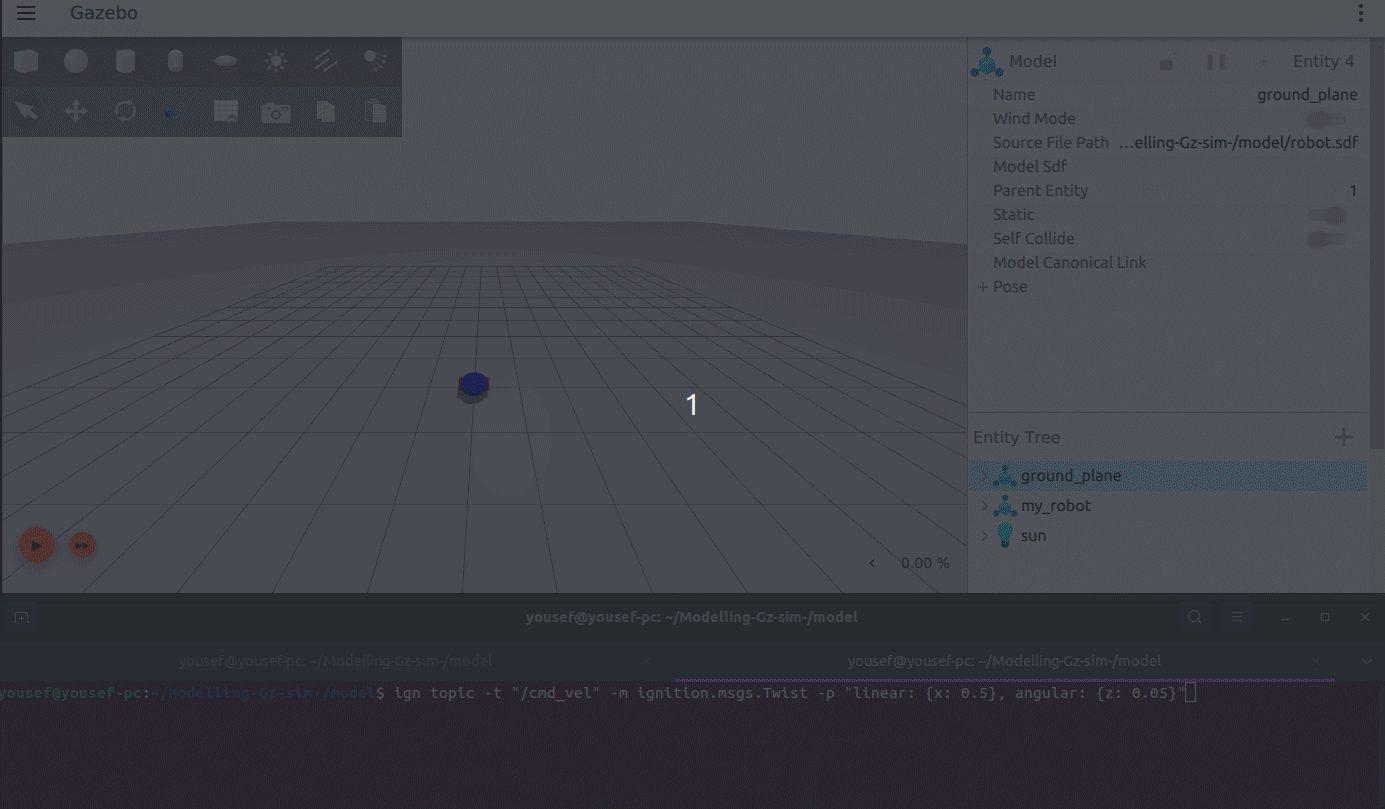 Gazebo
Model
Entity 4
Name ground_plane
Wind Mode
Source File Path ...elling-Gz-sim-/model/robot.sdf
Model Sdf
Parent Entity 1
Static
Self Collide
Model Canonical Link
+ Pose
1
Entity Tree
ground_plane
my_robot
sun
0.00 %
yousef@yousef-pc: ~/Modelling-Gz-sim-/model
yousef@yousef-pc: ~/Modelling-Gz-sim-/model
yousef@yousef-pc: ~/Modelling-Gz-sim-/model
yousef@yousef-pc:~/Modelling-Gz-sim-/model$ ign topic -t "/cmd_vel" -m ignition.msgs.Twist -p "linear: {x: 0.5}, angular: {z: 0.05}"